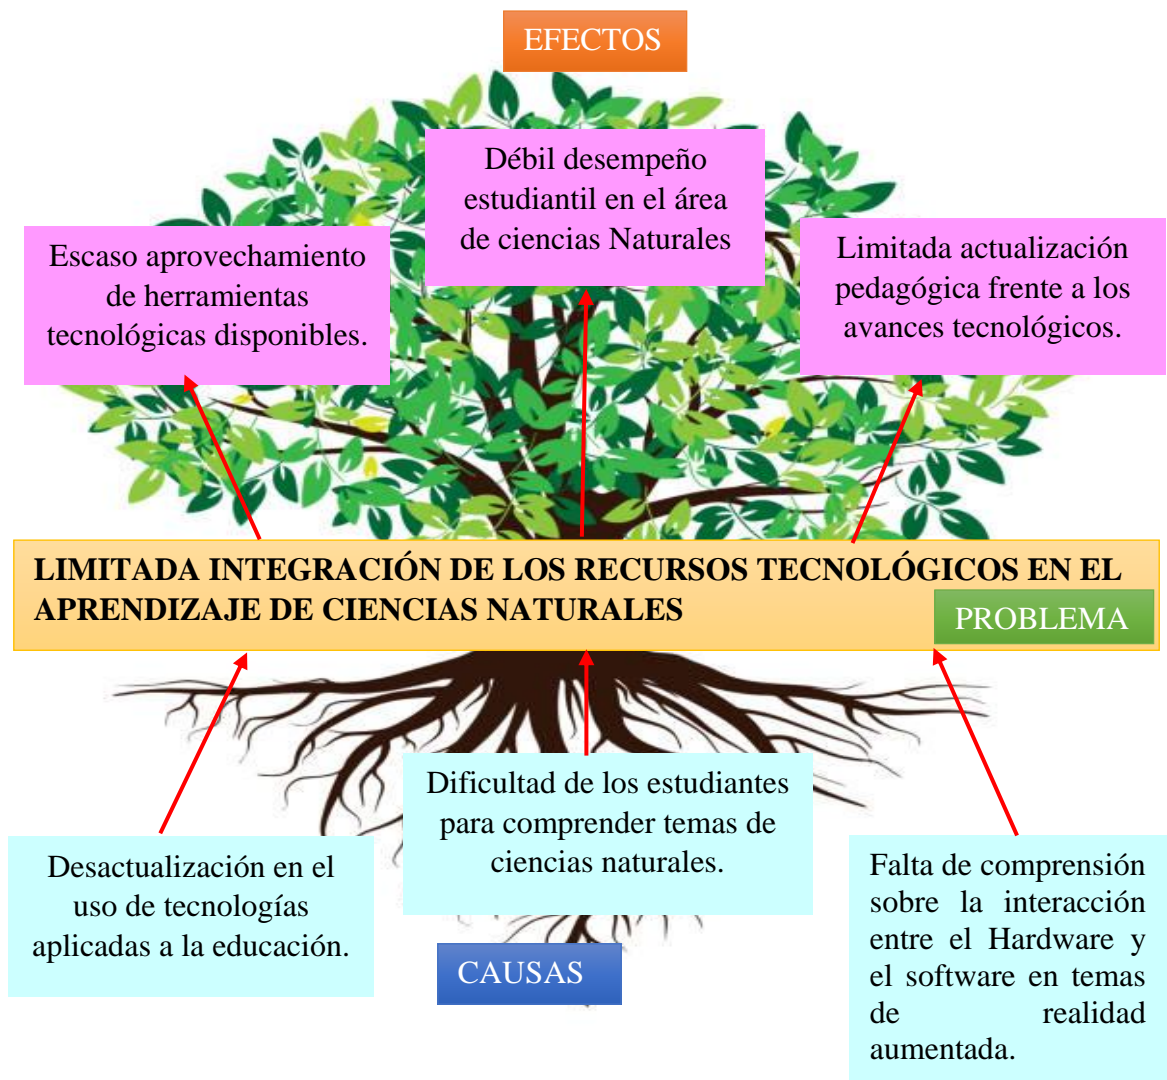 EFECTOS
Débil desempeño
estudiantil en el área
de ciencias Naturales
Escaso aprovechamiento
de herramientas
tecnológicas disponibles.
Limitada actualización
pedagógica frente a los
avances tecnológicos.
LIMITADA INTEGRACIÓN DE LOS RECURSOS TECNOLÓGICOS EN EL
APRENDIZAJE DE CIENCIAS NATURALES
PROBLEMA
Desactualización en el
uso de tecnologías
aplicadas a la educación.
Dificultad de los estudiantes
para comprender temas de
ciencias naturales.
Falta de comprensión
sobre la interacción
entre el Hardware y
el software en temas
de realidad
aumentada.
CAUSAS